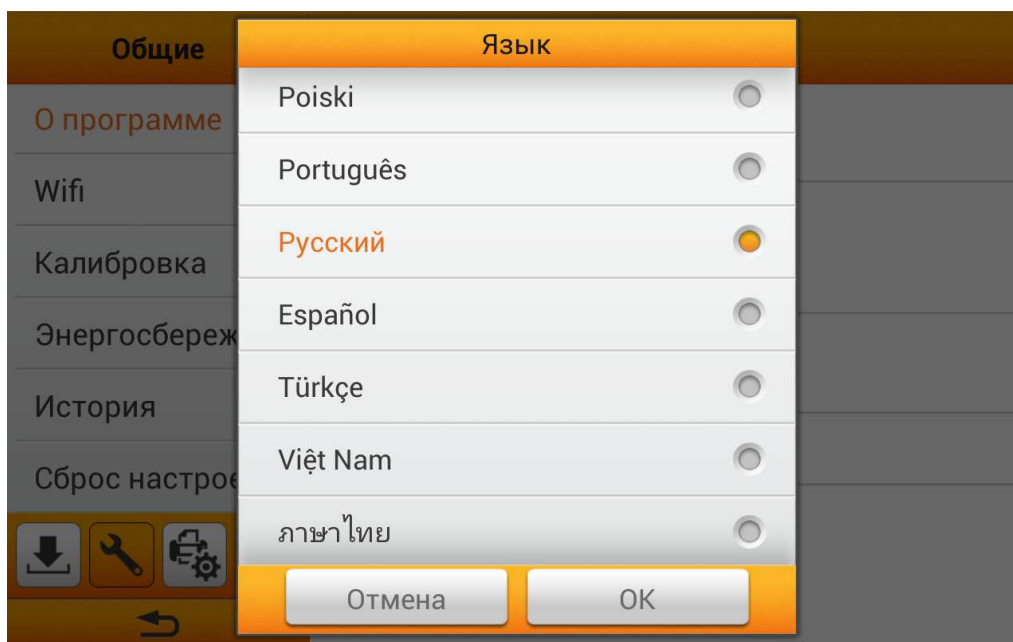 Общие
О программе
Wifi
Калибровка
Энергосбереж
История
Сброс настрое
Язык
Poiski
Português
Русский
Español
Türkçe
Việt Nam
ภาษาไทย
Отмена
OK